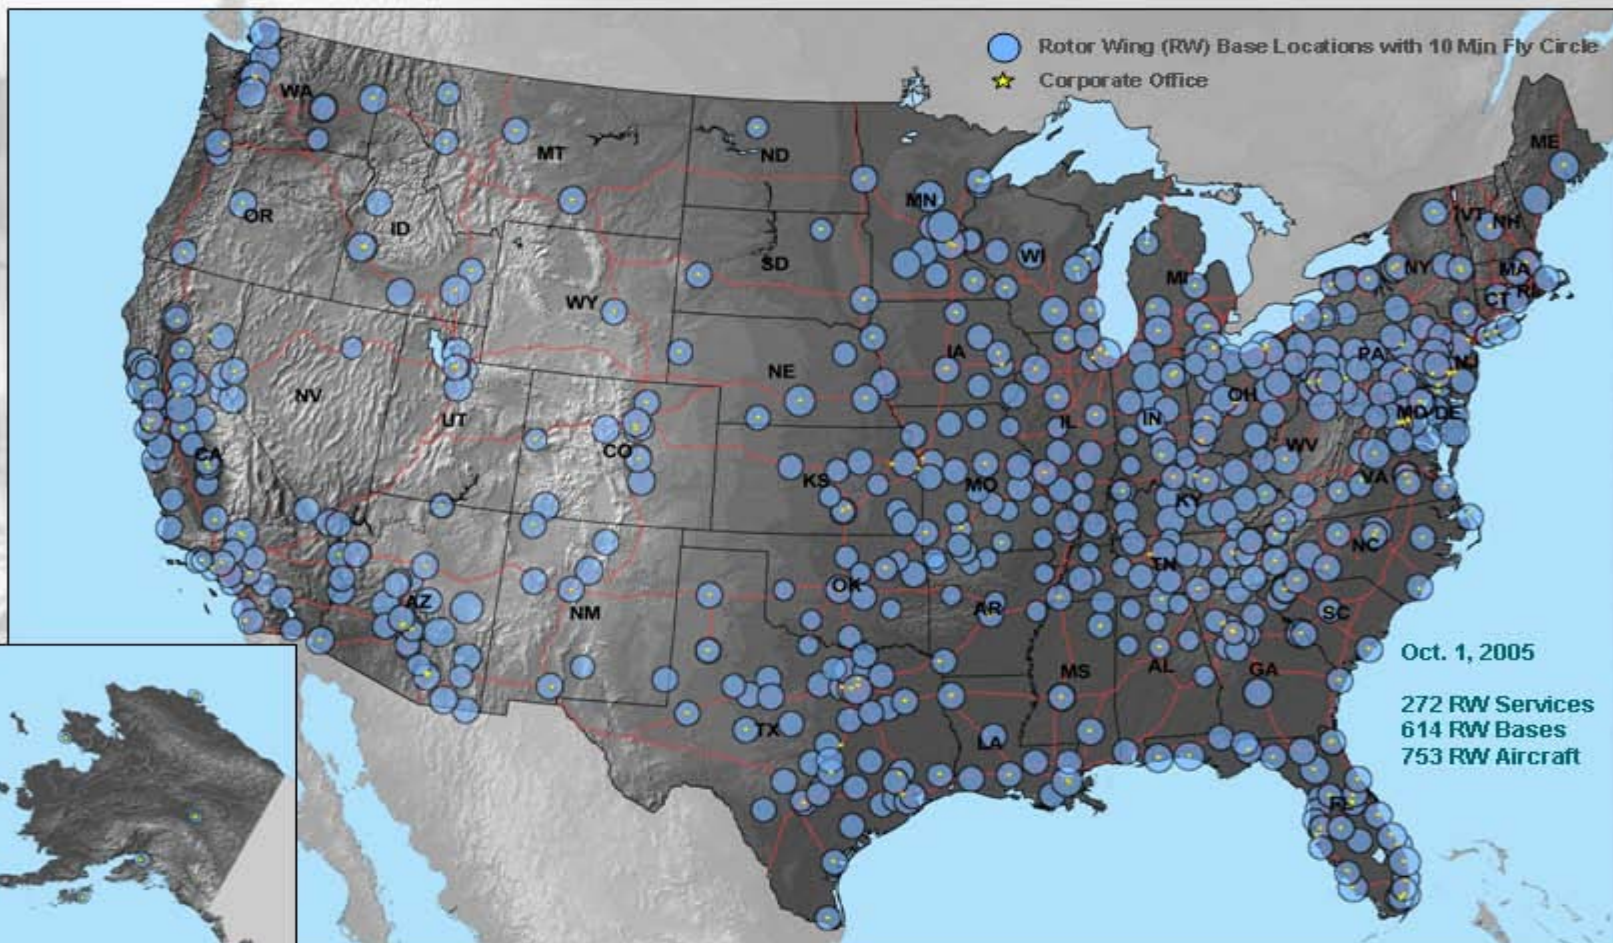 Rotor Wing (RW) Base Locations with 10 Min Fly Circle
Corporate Office
WA
MT
ND
MN
ME
OR
ID
SD
WI
MI
VT
NH
NY
MA
CT
RI
WY
NE
IA
PA
NJ
NV
UT
CO
IL
IN
OH
MD
DE
WV
CA
KS
MO
KY
VA
AZ
NM
OK
AR
TN
NC
SC
TX
LA
MS
AL
GA
FL
Oct. 1, 2005
272 RW Services
614 RW Bases
753 RW Aircraft